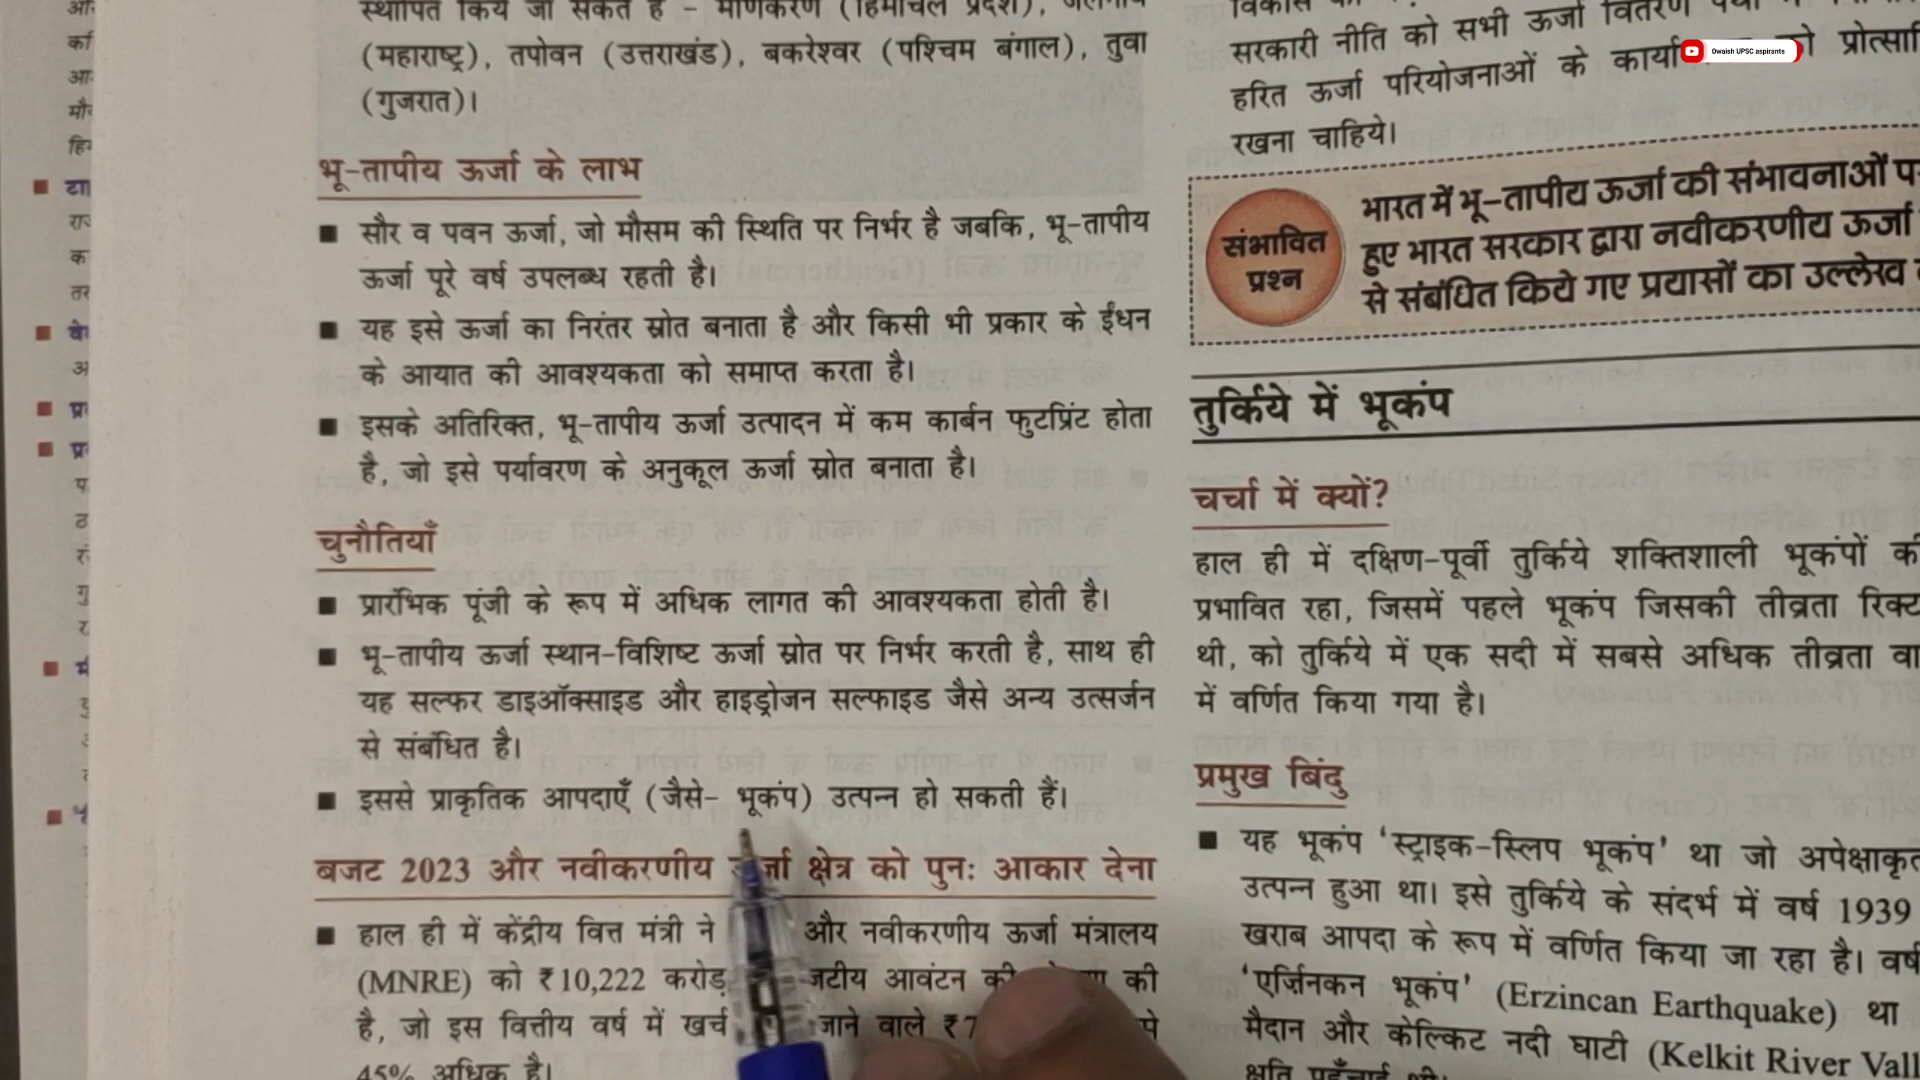 स्थापित किये जा सकते हैं - मणिकरण (हिमाचल प्रदेश), जलगाँव
(महाराष्ट्र), तपोवन (उत्तराखंड), बकरेश्वर (पश्चिम बंगाल), तुवा
(गुजरात)।
भू-तापीय ऊर्जा के लाभ
■ सौर व पवन ऊर्जा, जो मौसम की स्थिति पर निर्भर है जबकि, भू-तापीय
ऊर्जा पूरे वर्ष उपलब्ध रहती है।
■ यह इसे ऊर्जा का निरंतर स्रोत बनाता है और किसी भी प्रकार के ईंधन
के आयात की आवश्यकता को समाप्त करता है।
■ इसके अतिरिक्त, भू-तापीय ऊर्जा उत्पादन में कम कार्बन फुटप्रिंट होता
है, जो इसे पर्यावरण के अनुकूल ऊर्जा स्रोत बनाता है।
चुनौतियाँ
■ प्रारंभिक पूंजी के रूप में अधिक लागत की आवश्यकता होती है।
■ भू-तापीय ऊर्जा स्थान-विशिष्ट ऊर्जा स्रोत पर निर्भर करती है, साथ ही
यह सल्फर डाइऑक्साइड और हाइड्रोजन सल्फाइड जैसे अन्य उत्सर्जन
से संबंधित है।
■ इससे प्राकृतिक आपदाएँ (जैसे- भूकंप) उत्पन्न हो सकती हैं।
बजट 2023 और नवीकरणीय ऊर्जा क्षेत्र को पुनः आकार देना
■ हाल ही में केंद्रीय वित्त मंत्री ने और नवीकरणीय ऊर्जा मंत्रालय
(MNRE) को ₹10,222 करोड़ आवंटन की की
है, जो इस वित्तीय वर्ष में खर्च जाने वाले ₹7 से
45% अधिक है।
सरकारी नीति को सभी ऊर्जा वितरण
हरित ऊर्जा परियोजनाओं के को
रखना चाहिये।
संभावित
प्रश्न
भारत में भू-तापीय ऊर्जा की संभावनाओं
हुए भारत सरकार द्वारा नवीकरणीय ऊर्जा
से संबंधित किये गए प्रयासों का उल्लेख
तुर्किये में भूकंप
चर्चा में क्यों?
हाल ही में दक्षिण-पूर्वी तुर्किये शक्तिशाली भूकंपों
प्रभावित रहा, जिसमें पहले भूकंप जिसकी तीव्रता
थी, को तुर्किये में एक सदी में सबसे अधिक तीव्रता
में वर्णित किया गया है।
प्रमुख बिंदु
■ यह भूकंप 'स्ट्राइक-स्लिप भूकंप' था जो
उत्पन्न हुआ था। इसे तुर्किये के संदर्भ में वर्ष 1939
खराब आपदा के रूप में वर्णित किया जा रहा है। वर्ष
'एर्ज़िनकन भूकंप' (Erzincan Earthquake) था
मैदान और केल्किट नदी घाटी (Kelkit River
क्षति पहुँचाई थी।
Owaish UPSC aspirants